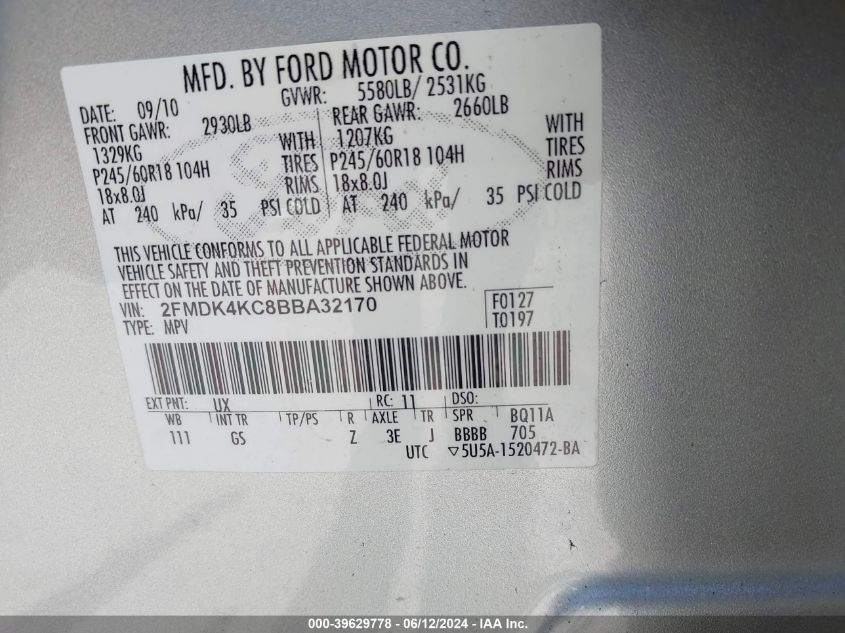 MFD. BY FORD MOTOR CO.
DATE: 09/10 GVWR: 5580LB/ 2531KG
FRONT GAWR: 2930LB REAR GAWR: 2660LB
1329KG WITH 1207KG WITH
P245/60R18 104H TIRES P245/60R18 104H TIRES
18x8.0J RIMS 18x8.0J RIMS
AT 240 kPa/ 35 PSI COLD AT 240 kPa/ 35 PSI COLD
THIS VEHICLE CONFORMS TO ALL APPLICABLE FEDERAL MOTOR
VEHICLE SAFETY AND THEFT PREVENTION STANDARDS IN
EFFECT ON THE DATE OF MANUFACTURE SHOWN ABOVE.
VIN: 2FMDK4KC8BBA32170 F0127
TYPE: MPV T0197
EXT PNT: UX RC: 11 DSO:
WB INT TR TP/PS R AXLE TR SPR BQ11A
111 GS Z 3E J BBBB 705
UTC ▽5U5A-1520472-BA
000-39629778 - 06/12/2024 - IAA Inc.